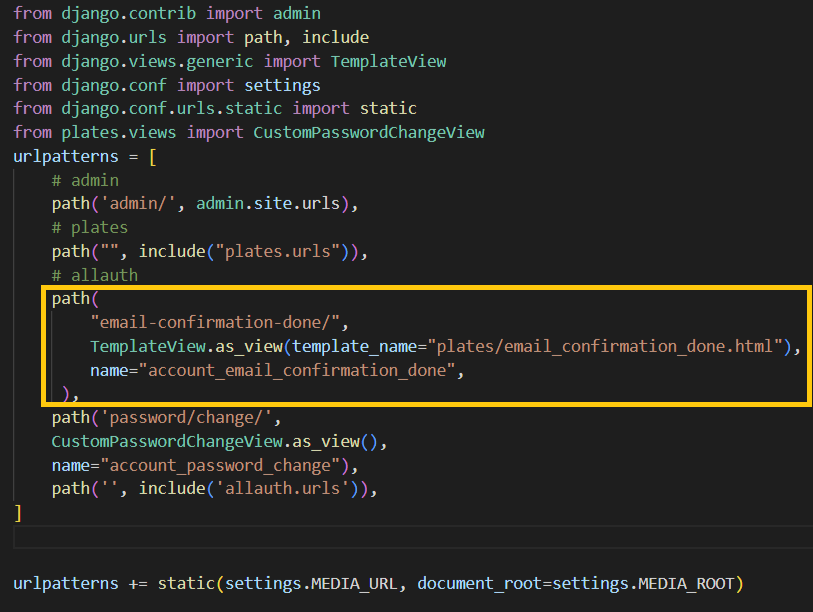 from django.contrib import admin
from django.urls import path, include
from django.views.generic import TemplateView
from django.conf import settings
from django.conf.urls.static import static
from plates.views import CustomPasswordChangeView
urlpatterns = [
    # admin
    path('admin/', admin.site.urls),
    # plates
    path("", include("plates.urls")),
    # allauth
    path(
        "email-confirmation-done/",
        TemplateView.as_view(template_name="plates/email_confirmation_done.html"),
        name="account_email_confirmation_done",
     ),
    path('password/change/',
    CustomPasswordChangeView.as_view(),
    name="account_password_change"),
    path('', include('allauth.urls')),
]
urlpatterns += static(settings.MEDIA_URL, document_root=settings.MEDIA_ROOT)